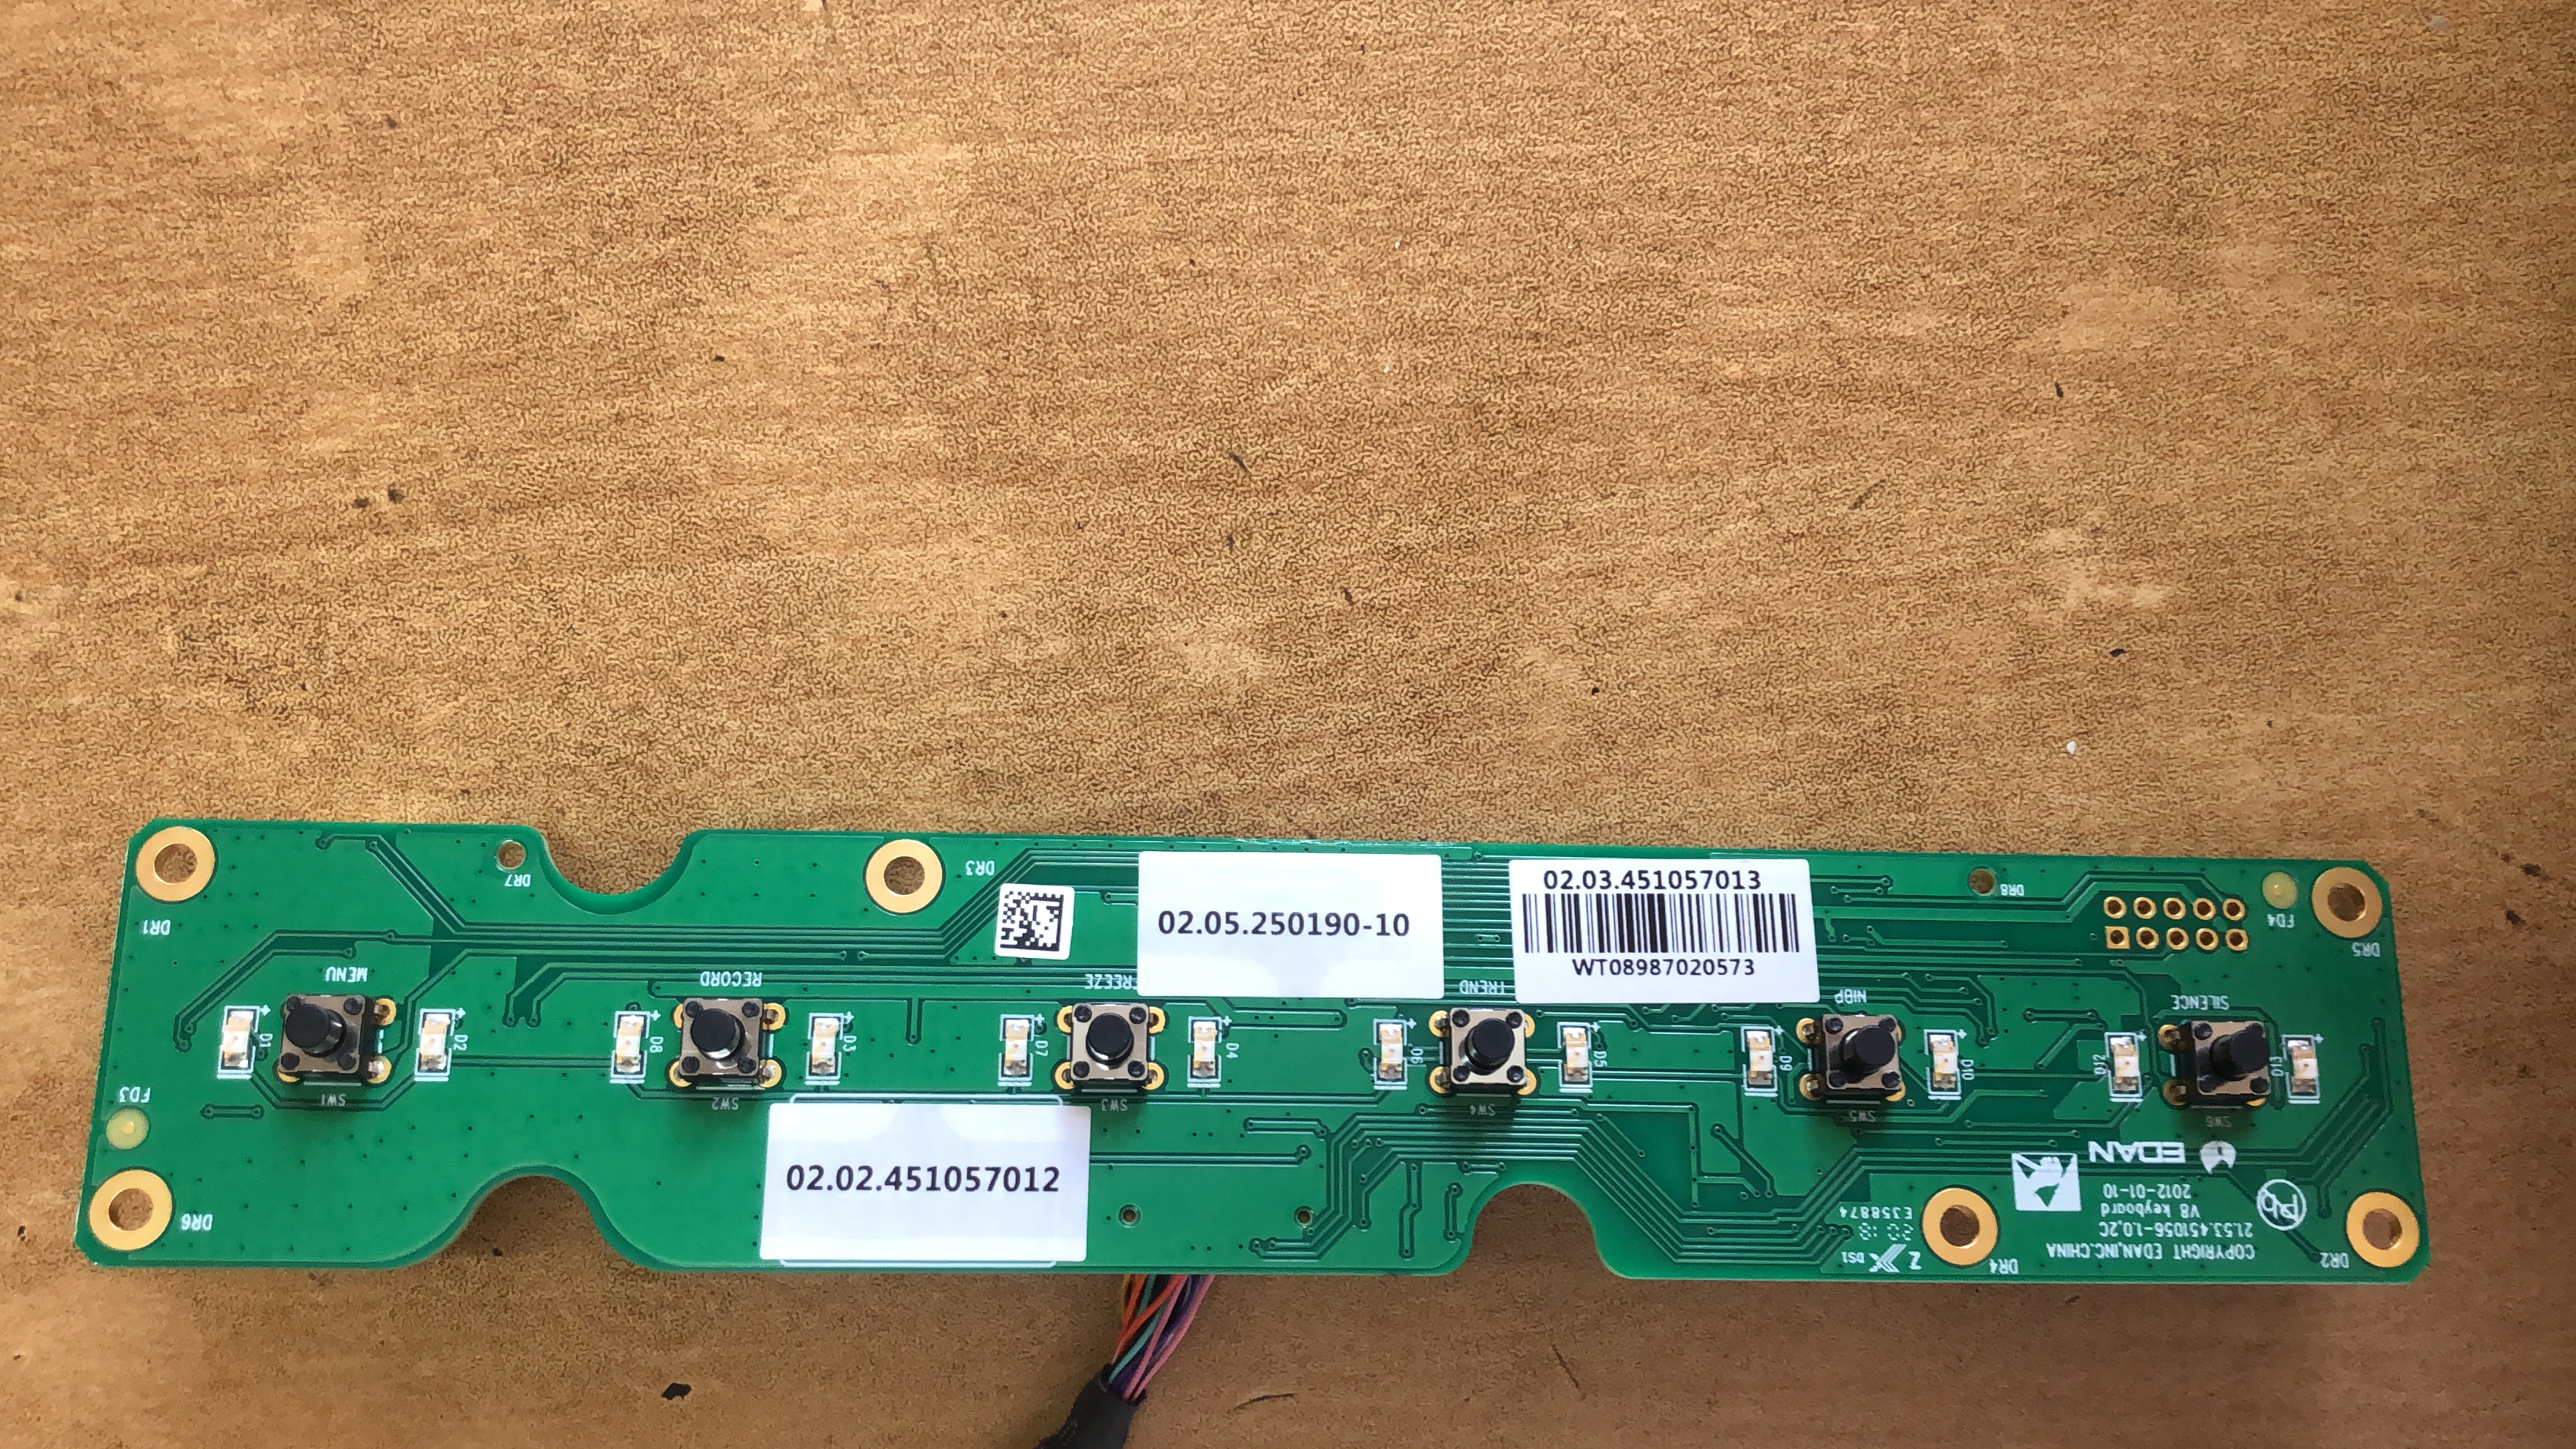 DR1
DR7
DR3
02.05.250190-10
02.03.451057013
WT08987020573
DR8
FD4
DR5
MENU
RECORD
REEZE
TREND
NIBP
SILENCE
D1
D2
D8
D3
D7
D4
D6
D5
D9
D10
D12
D13
SW1
SW2
SW3
SW4
SW5
SW6
FD3
DR6
02.02.451057012
EDAN
2012-01-10
V8 keyboard
21.53.451056-1.0,2C
COPYRIGHT EDAN,INC.CHINA
Pb
E358874
DS1
Z
DR4
DR2